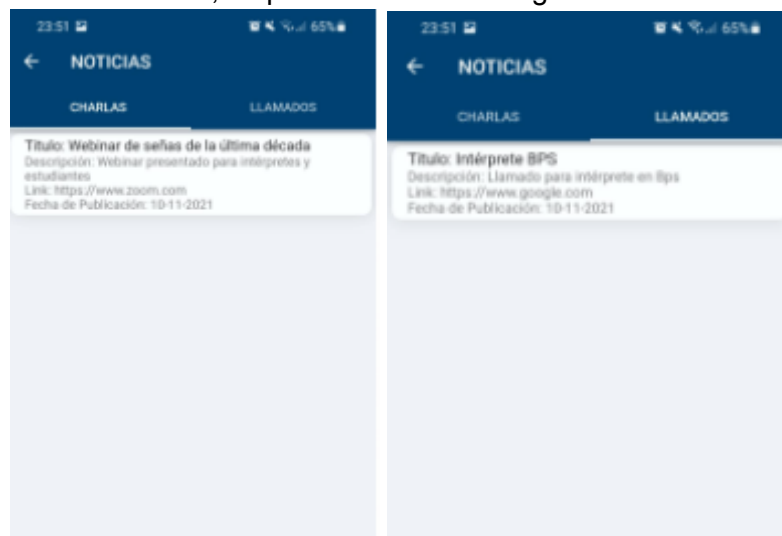 23:51 65%
NOTICIAS
CHARLAS LLAMADOS
Titulo: Webinar de señas de la última década
Descripción: Webinar presentado para intérpretes y
estudiantes
Link: https://www.zoom.com
Fecha de Publicación: 10-11-2021
23:51 65%
NOTICIAS
CHARLAS LLAMADOS
Titulo: Intérprete BPS
Descripción: Llamado para intérprete en Bps
Link: https://www.google.com
Fecha de Publicación: 10-11-2021